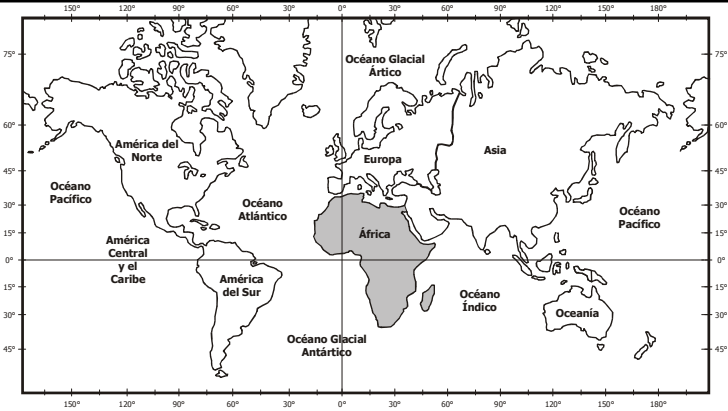 150° 120° 90° 60° 30° 0° 30° 60° 90° 120° 150° 180°
75° 75°
Océano Glacial
Ártico
60° 60°
América del
Norte
Europa
Asia
45° 45°
Océano
Pacífico
Océano
Atlántico
30° 30°
Océano
Pacífico
15° 15°
África
América
Central
y el
Caribe
0° 0°
América
del Sur
15° 15°
Océano
Índico
Oceanía
30° 30°
Océano Glacial
Antártico
45° 45°
150° 120° 90° 60° 30° 0° 30° 60° 90° 120° 150° 180°